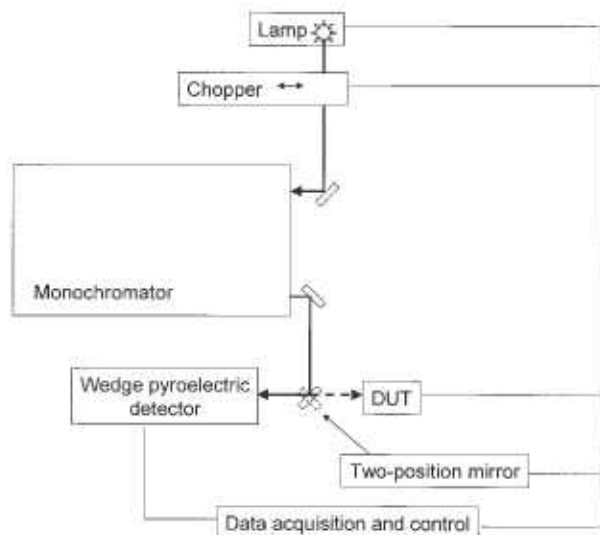 Lamp
Chopper
Monochromator
Wedge pyroelectric
detector
DUT
Two-position mirror
Data acquisition and control